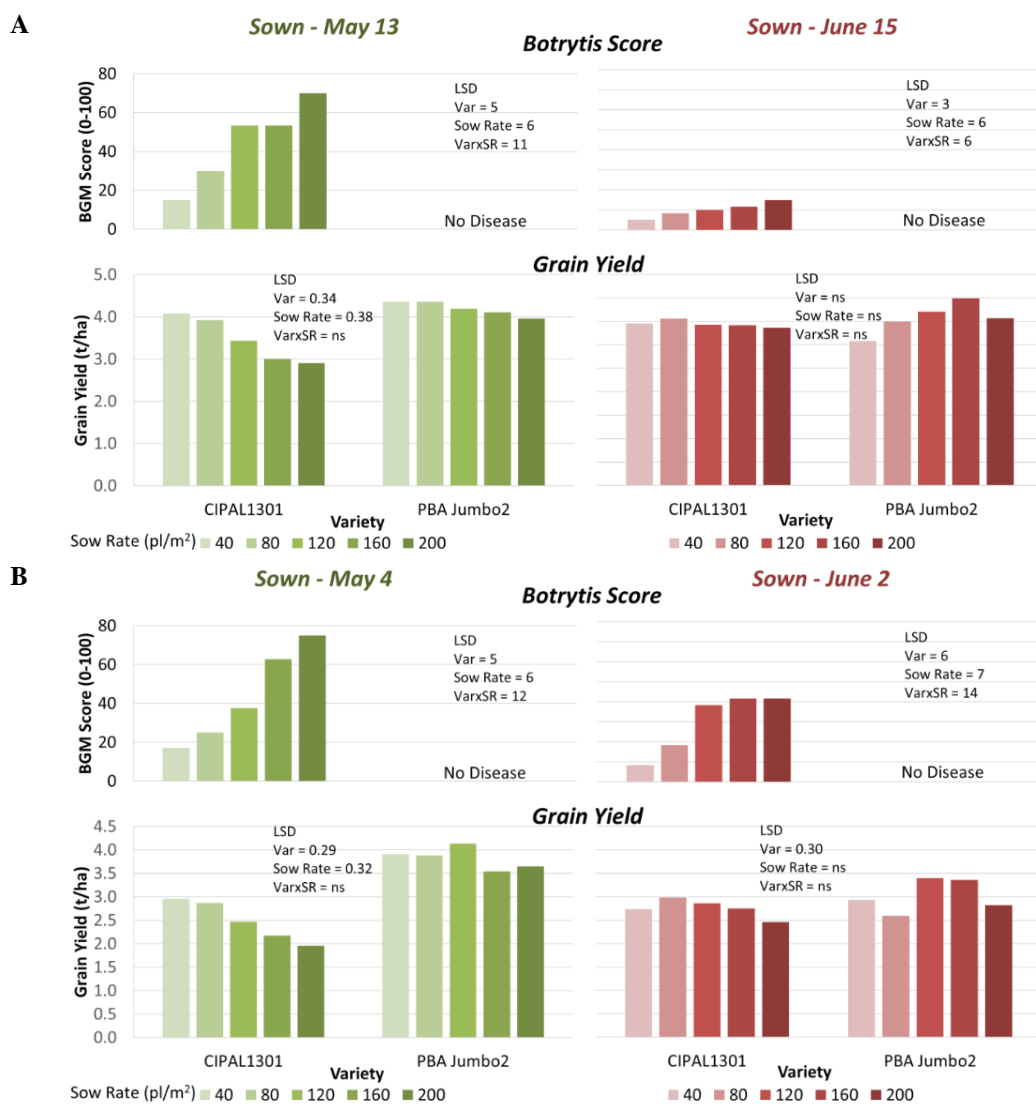 A
Sown - May 13
Sown - June 15
Botrytis Score
BGM Score (0-100)
80
60
40
20
0
LSD
Var = 5
Sow Rate = 6
VarxSR = 11
No Disease
LSD
Var = 3
Sow Rate = 6
VarxSR = 6
No Disease
Grain Yield
Grain Yield (t/ha)
5.0
4.0
3.0
2.0
1.0
0.0
LSD
Var = 0.34
Sow Rate = 0.38
VarxSR = ns
LSD
Var = ns
Sow Rate = ns
VarxSR = ns
CIPAL1301
PBA Jumbo2
CIPAL1301
PBA Jumbo2
Variety
Variety
Sow Rate (pl/m²) 40 80 120 160 200
40 80 120 160 200
B
Sown - May 4
Sown - June 2
Botrytis Score
BGM Score (0-100)
80
60
40
20
0
LSD
Var = 5
Sow Rate = 6
VarxSR = 12
No Disease
LSD
Var = 6
Sow Rate = 7
VarxSR = 14
No Disease
Grain Yield
Grain Yield (t/ha)
4.5
4.0
3.5
3.0
2.5
2.0
1.5
1.0
0.5
0.0
LSD
Var = 0.29
Sow Rate = 0.32
VarxSR = ns
LSD
Var = 0.30
Sow Rate = ns
VarxSR = ns
CIPAL1301
PBA Jumbo2
CIPAL1301
PBA Jumbo2
Variety
Variety
Sow Rate (pl/m²) 40 80 120 160 200
40 80 120 160 200